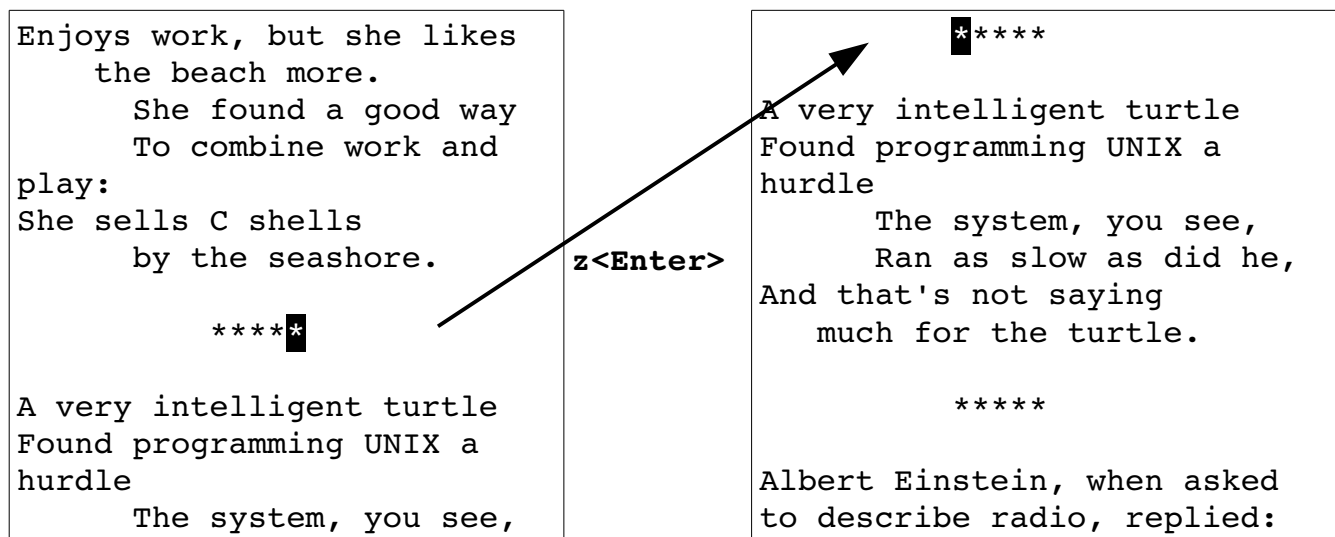 Enjoys work, but she likes
the beach more.
She found a good way
To combine work and
play:
She sells C shells
by the seashore.
*****
A very intelligent turtle
Found programming UNIX a
hurdle
The system, you see,
z<Enter>
*****
A very intelligent turtle
Found programming UNIX a
hurdle
The system, you see,
Ran as slow as did he,
And that's not saying
much for the turtle.
*****
Albert Einstein, when asked
to describe radio, replied: